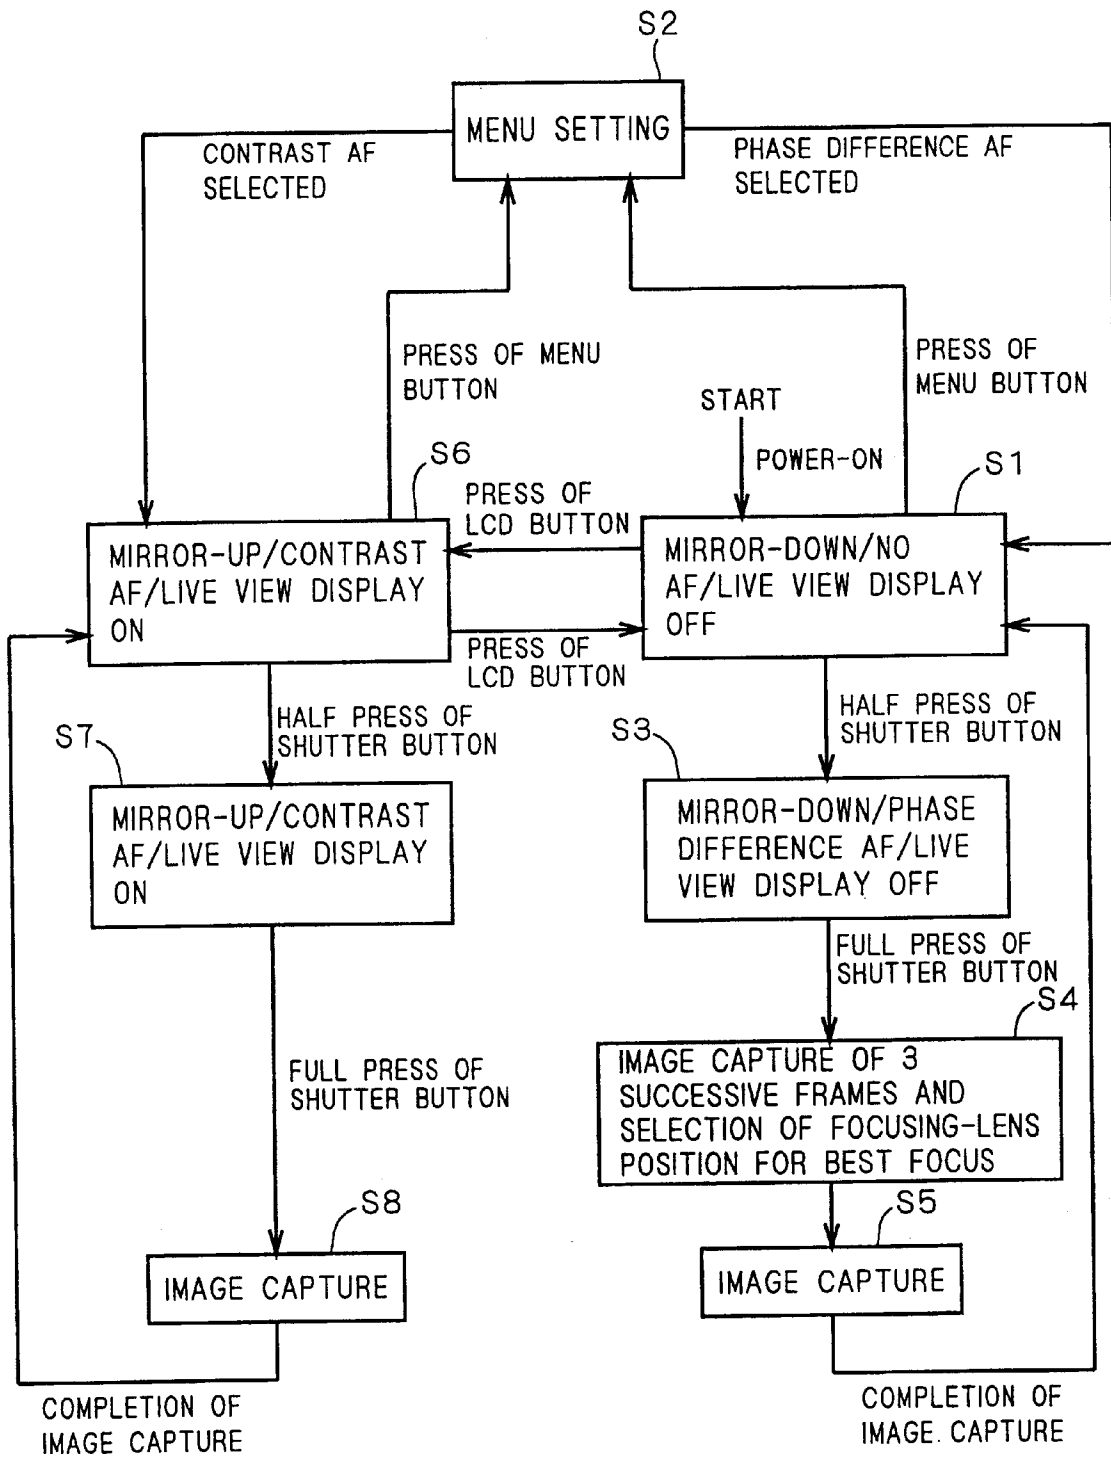 S2
MENU SETTING
CONTRAST AF
SELECTED
PHASE DIFFERENCE AF
SELECTED
PRESS OF MENU
BUTTON
PRESS OF
MENU BUTTON
START
POWER-ON
S6
S1
PRESS OF
LCD BUTTON
MIRROR-UP/CONTRAST
AF/LIVE VIEW DISPLAY
ON
MIRROR-DOWN/NO
AF/LIVE VIEW DISPLAY
OFF
PRESS OF
LCD BUTTON
HALF PRESS OF
SHUTTER BUTTON
HALF PRESS OF
SHUTTER BUTTON
S7
S3
MIRROR-UP/CONTRAST
AF/LIVE VIEW DISPLAY
ON
MIRROR-DOWN/PHASE
DIFFERENCE AF/LIVE
VIEW DISPLAY OFF
FULL PRESS OF
SHUTTER BUTTON
S4
FULL PRESS OF
SHUTTER BUTTON
IMAGE CAPTURE OF 3
SUCCESSIVE FRAMES AND
SELECTION OF FOCUSING-LENS
POSITION FOR BEST FOCUS
S8
S5
IMAGE CAPTURE
IMAGE CAPTURE
COMPLETION OF
IMAGE CAPTURE
COMPLETION OF
IMAGE. CAPTURE